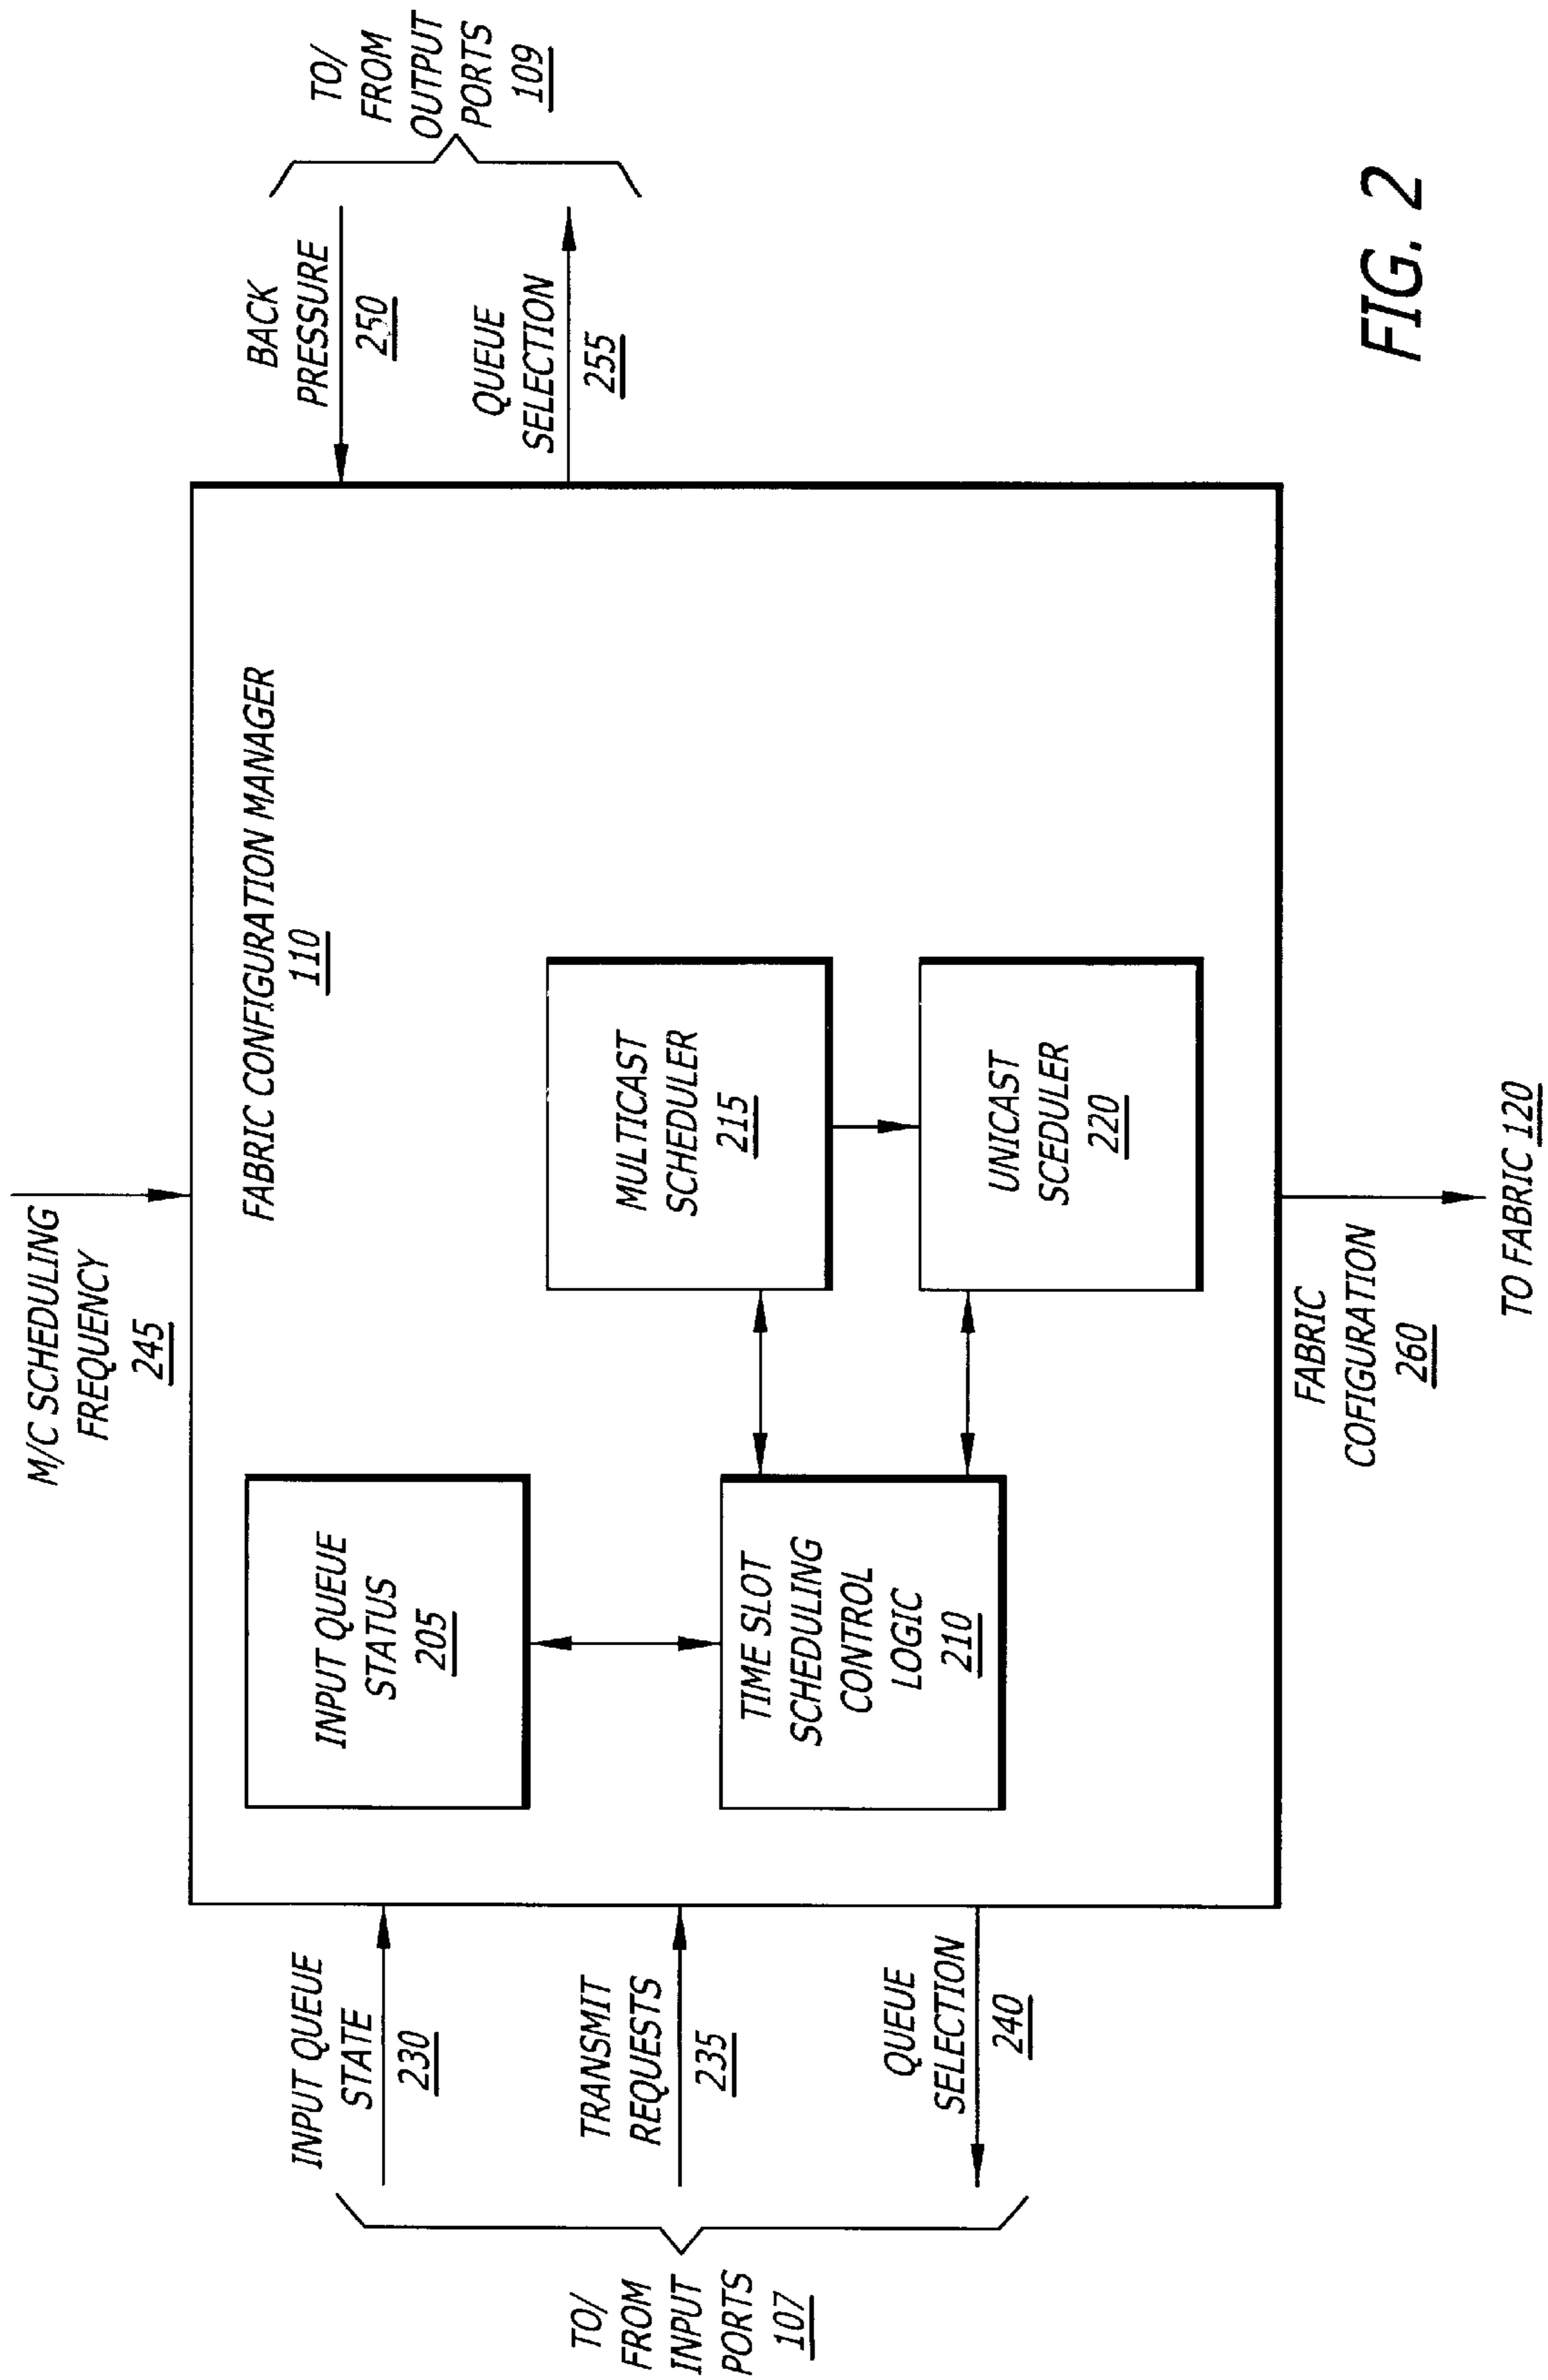 M/C SCHEDULING
FREQUENCY
245
TO/
FROM
INPUT
PORTS
107
INPUT QUEUE
STATE
230
TRANSMIT
REQUESTS
235
QUEUE
SELECTION
240
FABRIC CONFIGURATION MANAGER
110
INPUT QUEUE
STATUS
205
TIME SLOT
SCHEDULING
CONTROL
LOGIC
210
MULTICAST
SCHEDULER
215
UNICAST
SCEDULER
220
BACK
PRESSURE
250
QUEUE
SELECTION
255
TO/
FROM
OUTPUT
PORTS
109
FABRIC
COFIGURATION
260
TO FABRIC 120
FIG. 2